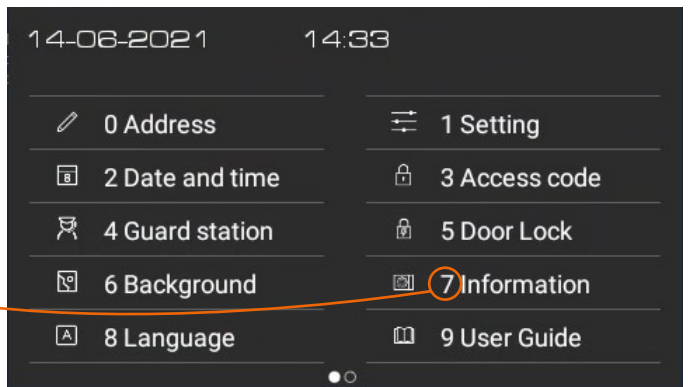 14-06-2021 14:33
0 Address 1 Setting
2 Date and time 3 Access code
4 Guard station 5 Door Lock
6 Background 7 Information
8 Language 9 User Guide